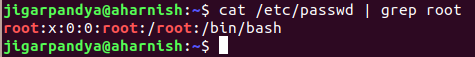 jigarpandya@aharnish:~$ cat /etc/passwd | grep root
root:x:0:0:root:/root:/bin/bash
jigarpandya@aharnish:~$